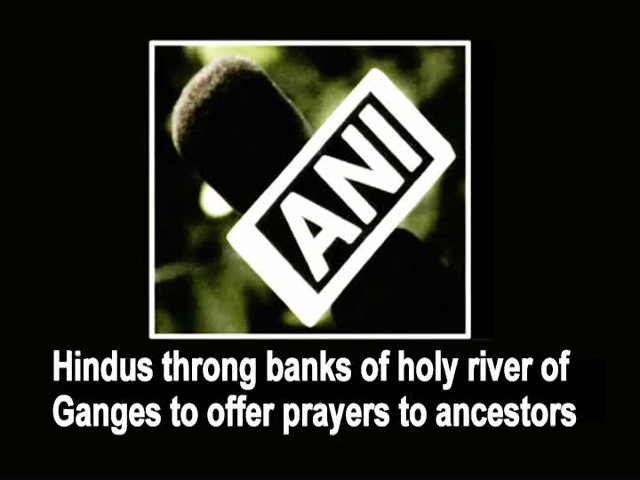 ANI
Hindus throng banks of holy river of
Ganges to offer prayers to ancestors